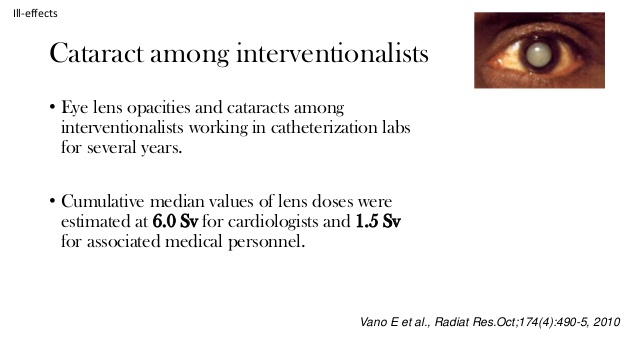 Ill-effects
Cataract among interventionalists
• Eye lens opacities and cataracts among
interventionalists working in catheterization labs
for several years.
• Cumulative median values of lens doses were
estimated at 6.0 Sv for cardiologists and 1.5 Sv
for associated medical personnel.
Vano E et al., Radiat Res.Oct;174(4):490-5, 2010